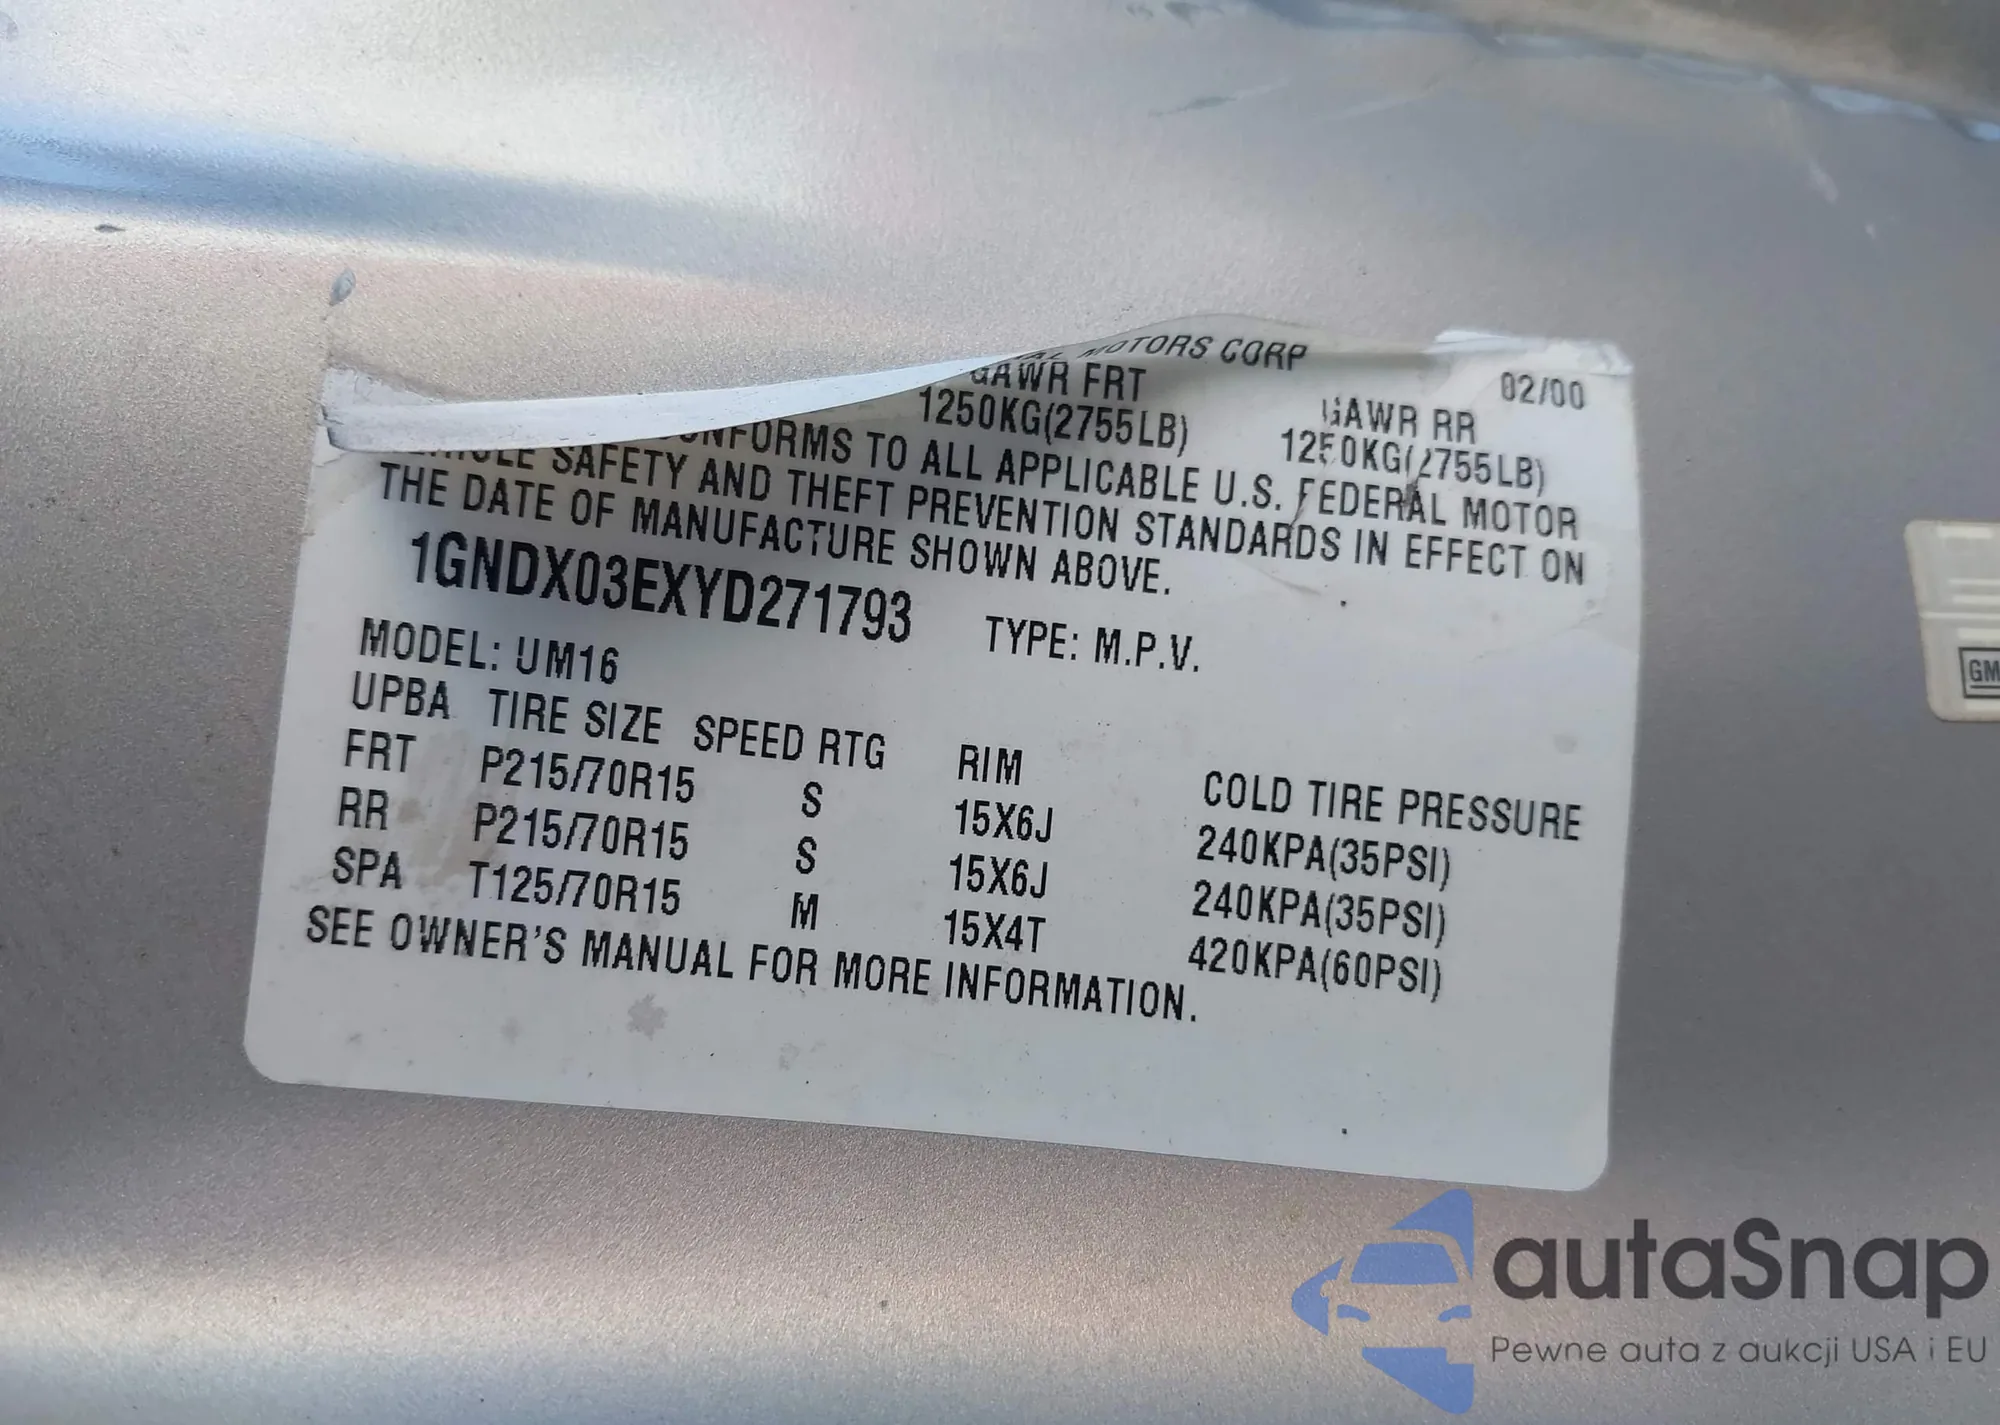 MOTORS CORP
02/00
GAWR FRT GAWR RR
1250KG(2755LB) 1250KG(2755LB)
CONFORMS TO ALL APPLICABLE U.S. FEDERAL MOTOR
VEHICLE SAFETY AND THEFT PREVENTION STANDARDS IN EFFECT ON
THE DATE OF MANUFACTURE SHOWN ABOVE.
1GNDX03EXYD271793 TYPE: M.P.V.
MODEL: UM16
UPBA TIRE SIZE SPEED RTG RIM COLD TIRE PRESSURE
FRT P215/70R15 S 15X6J 240KPA(35PSI)
RR P215/70R15 S 15X6J 240KPA(35PSI)
SPA T125/70R15 M 15X4T 420KPA(60PSI)
SEE OWNER'S MANUAL FOR MORE INFORMATION.
GM
autaSnap
Pewne auta z aukcji USA i EU